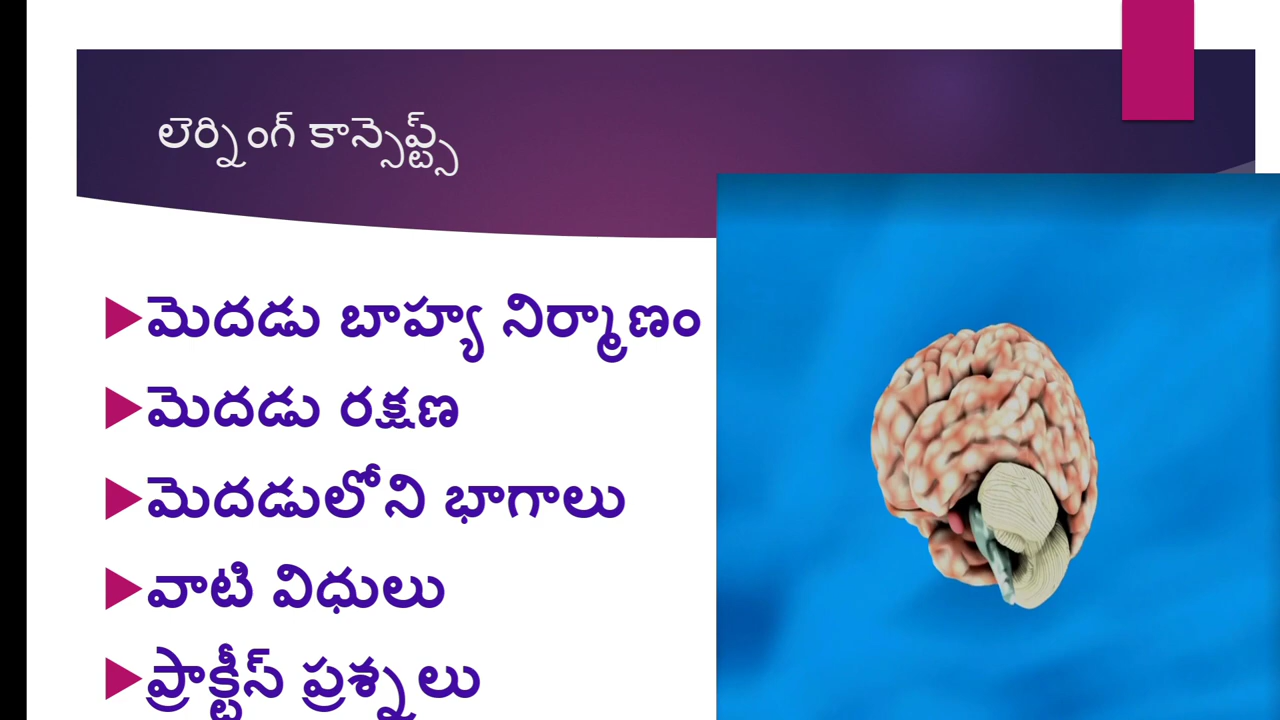 లెర్నింగ్ కాన్సెప్ట్స్
మెదడు బాహ్య నిర్మాణం
మెదడు రక్షణ
మెదడులోని భాగాలు
వాటి విధులు
ప్రాక్టీస్ ప్రశ్నలు